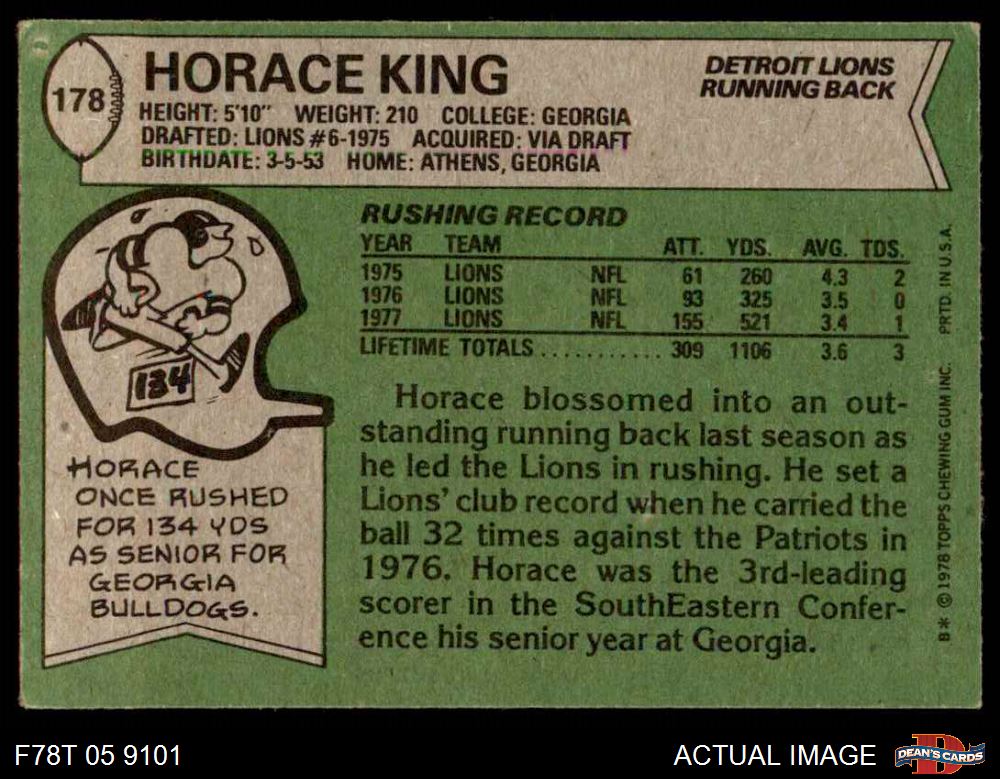 178
HORACE KING
DETROIT LIONS
RUNNING BACK
HEIGHT: 5'10" WEIGHT: 210 COLLEGE: GEORGIA
DRAFTED: LIONS #6-1975 ACQUIRED: VIA DRAFT
BIRTHDATE: 3-5-53 HOME: ATHENS, GEORGIA
RUSHING RECORD
YEAR TEAM ATT. YDS. AVG. TDS.
1975 LIONS NFL 61 260 4.3 2
1976 LIONS NFL 93 325 3.5 0
1977 LIONS NFL 155 521 3.4 1
LIFETIME TOTALS ............ 309 1106 3.6 3
134
HORACE
ONCE RUSHED
FOR 134 YDS
AS SENIOR FOR
GEORGIA
BULLDOGS.
Horace blossomed into an out-
standing running back last season as
he led the Lions in rushing. He set a
Lions' club record when he carried the
ball 32 times against the Patriots in
1976. Horace was the 3rd-leading
scorer in the SouthEastern Confer-
ence his senior year at Georgia.
B* © 1978 TOPPS CHEWING GUM INC. PRTD. IN U.S.A.
F78T 05 9101
ACTUAL IMAGE
D
DEAN'S CARDS